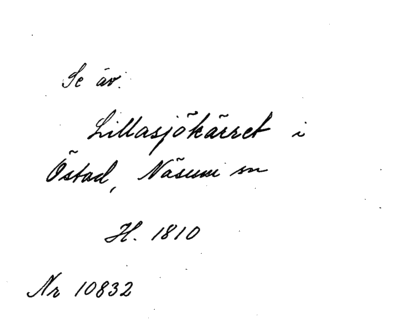 Se äv.
Lillasjökärret i
Östad, Näsum sn
H. 1810
Nr 10832